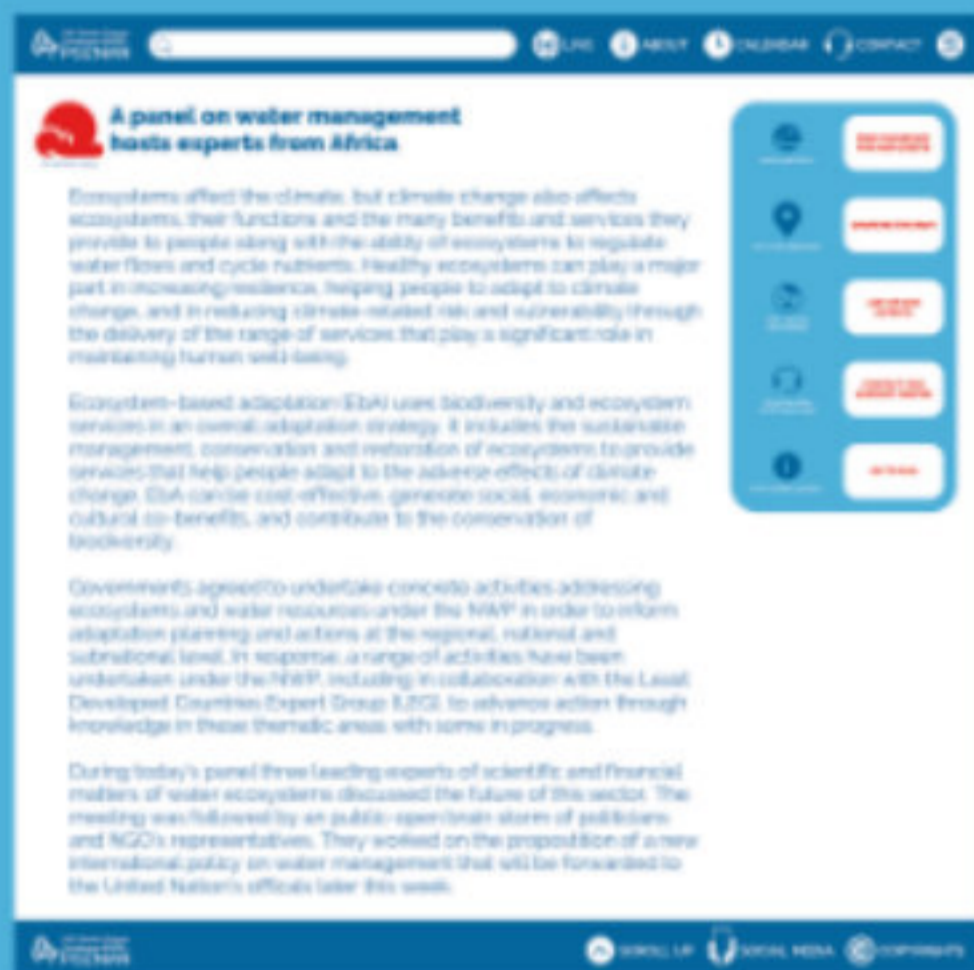 LIVE
ABOUT
CALENDAR
CONTACT
A panel on water management
hosts experts from Africa
Ecosystems affect the climate, but climate change also affects
ecosystems, their functions and the many benefits and services they
provide to people along with the ability of ecosystems to regulate
water flows and cycle nutrients. Healthy ecosystems can play a major
part in increasing resilience, helping people to adapt to climate
change, and in reducing climate-related risk and vulnerability through
the delivery of the range of services that play a significant role in
maintaining human well-being.
Ecosystem-based adaptation (EbA) uses biodiversity and ecosystem
services in an overall adaptation strategy. It includes the sustainable
management, conservation and restoration of ecosystems to provide
services that help people adapt to the adverse effects of climate
change. EbA can be cost-effective, generate social, economic and
cultural co-benefits, and contribute to the conservation of
biodiversity.
Governments agreed to undertake concrete activities addressing
ecosystems and water resources under the NWP in order to inform
adaptation planning and actions at the regional, national and
subnational level. In response, a range of activities have been
undertaken under the NWP, including in collaboration with the Least
Developed Countries Expert Group (LEG), to advance action through
knowledge in these thematic areas with some in progress.
During today's panel three leading experts of scientific and financial
matters of water ecosystems discussed the future of this sector. The
meeting was followed by an public-open brain storm of politicians
and NGO's representatives. They worked on the proposition of a new
international policy on water management that will be forwarded to
the United Nation's officals later this week.
SCROLL UP
SOCIAL MEDIA
COPYRIGHTS